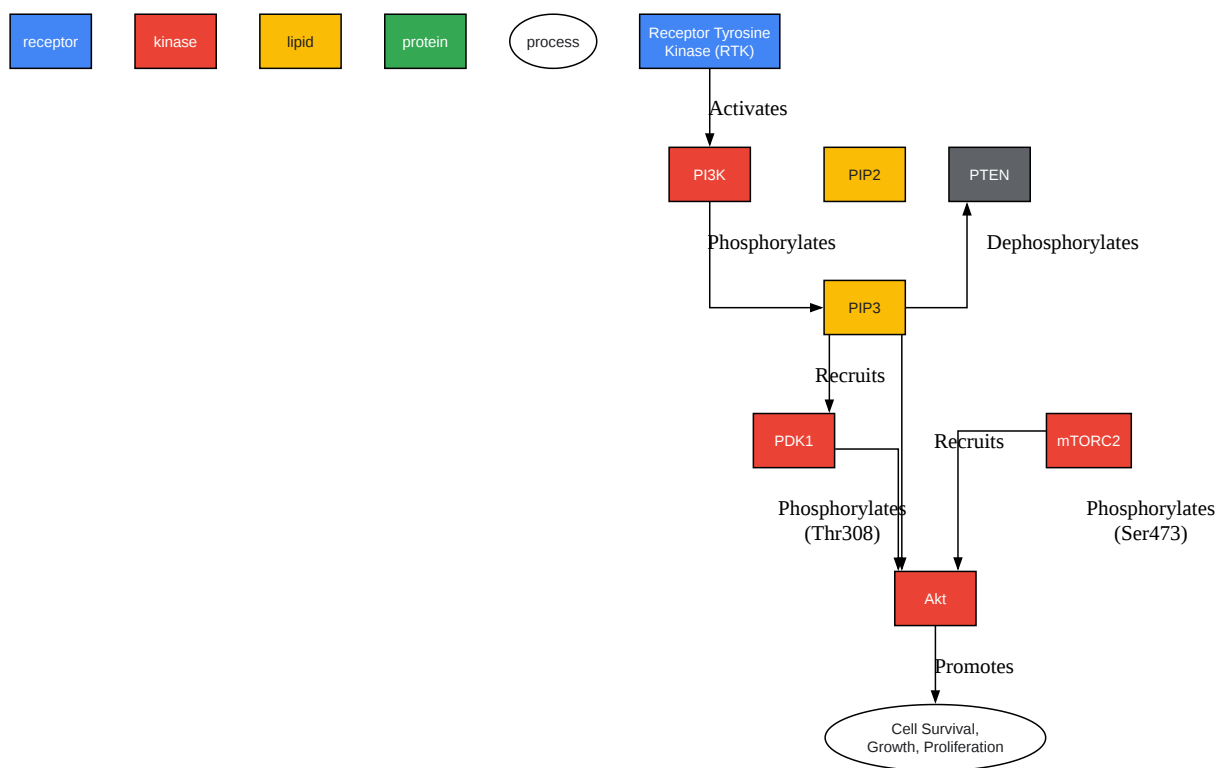 receptor
kinase
lipid
protein
process
Receptor Tyrosine
Kinase (RTK)
Activates
PI3K
PIP2
PTEN
Phosphorylates
Dephosphorylates
PIP3
Recruits
PDK1
Recruits
mTORC2
Phosphorylates
(Thr308)
Phosphorylates
(Ser473)
Akt
Promotes
Cell Survival,
Growth, Proliferation